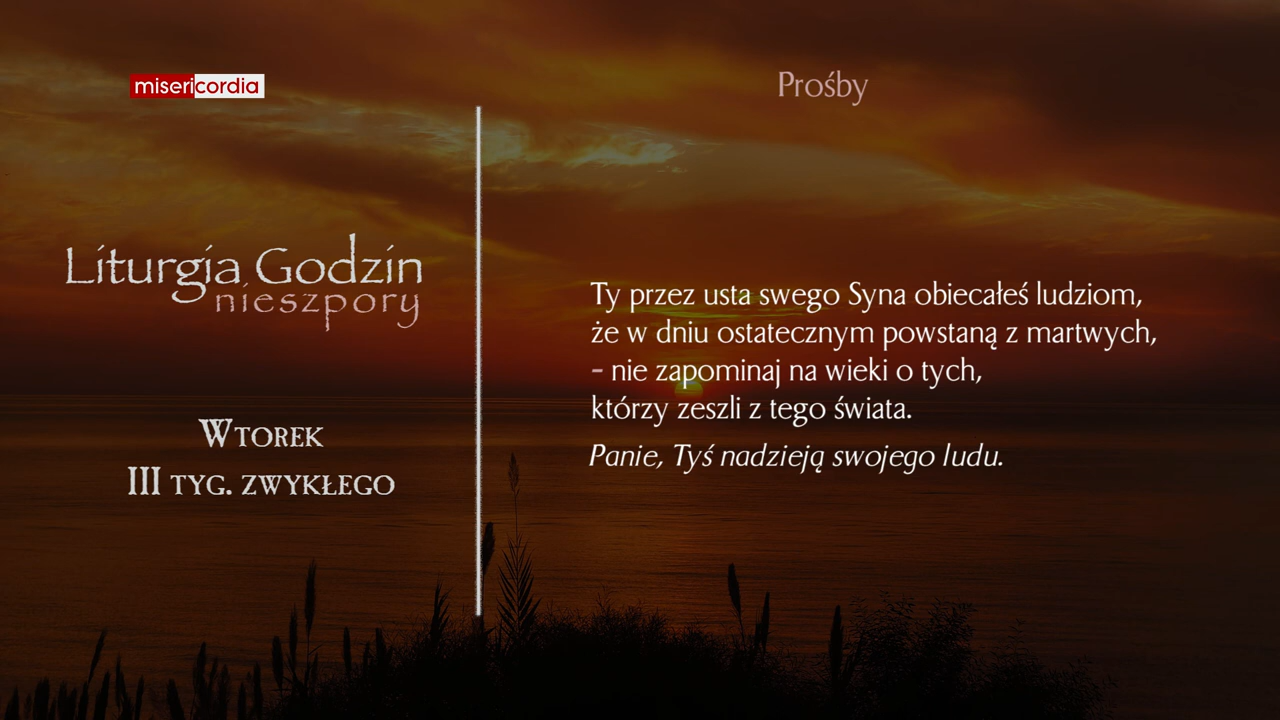 misericordia
Liturgia Godzin
nieszpory
Wtorek
III tyg. zwykłego
Prośby
Ty przez usta swego Syna obiecałeś ludziom,
że w dniu ostatecznym powstaną z martwych,
- nie zapominaj na wieki o tych,
którzy zeszli z tego świata.
Panie, Tyś nadzieją swojego ludu.